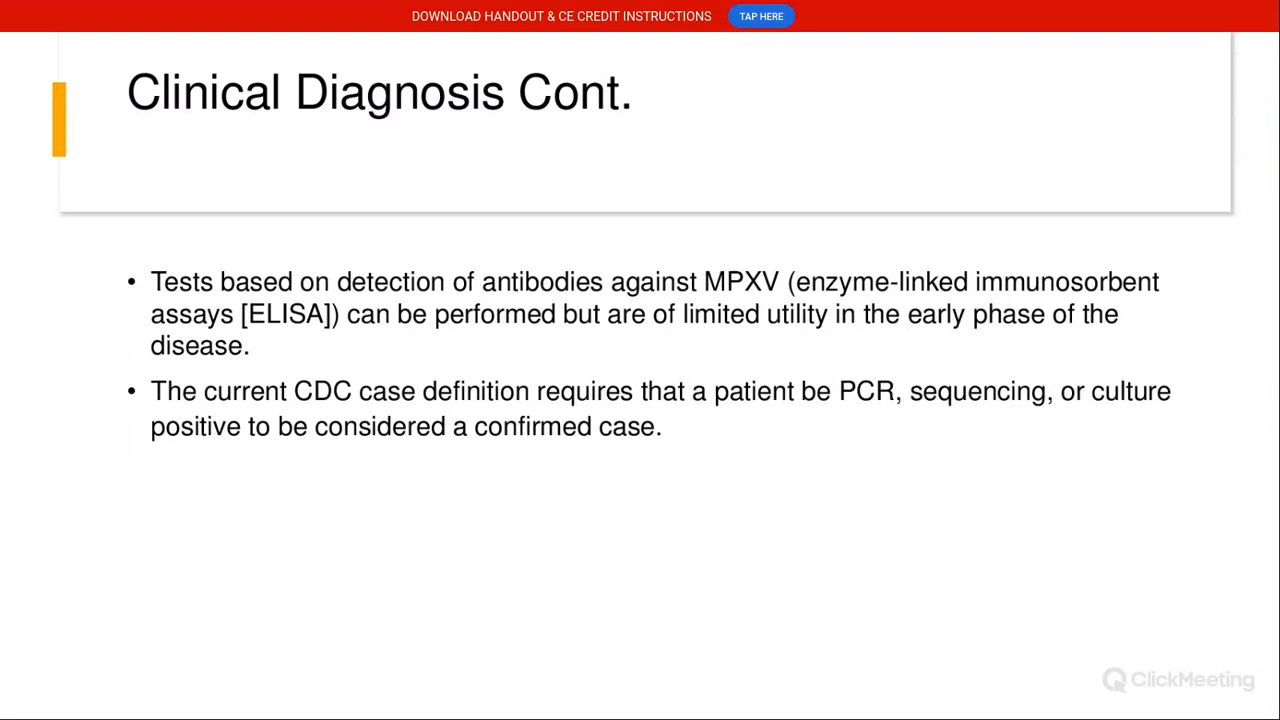 DOWNLOAD HANDOUT & CE CREDIT INSTRUCTIONS TAP HERE
Clinical Diagnosis Cont.
• Tests based on detection of antibodies against MPXV (enzyme-linked immunosorbent
assays [ELISA]) can be performed but are of limited utility in the early phase of the
disease.
• The current CDC case definition requires that a patient be PCR, sequencing, or culture
positive to be considered a confirmed case.
ClickMeeting